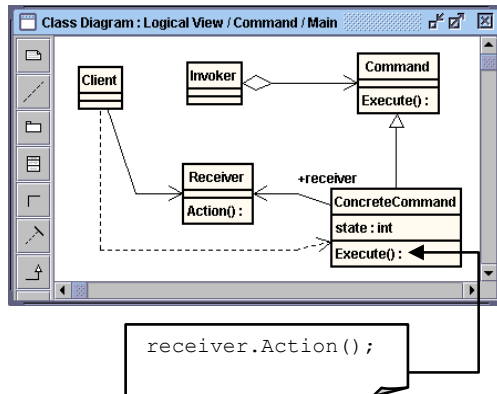 Class Diagram : Logical View / Command / Main
Client
Invoker
Command
Execute() :
Receiver
Action() :
+receiver
ConcreteCommand
state : int
Execute() :
receiver.Action();